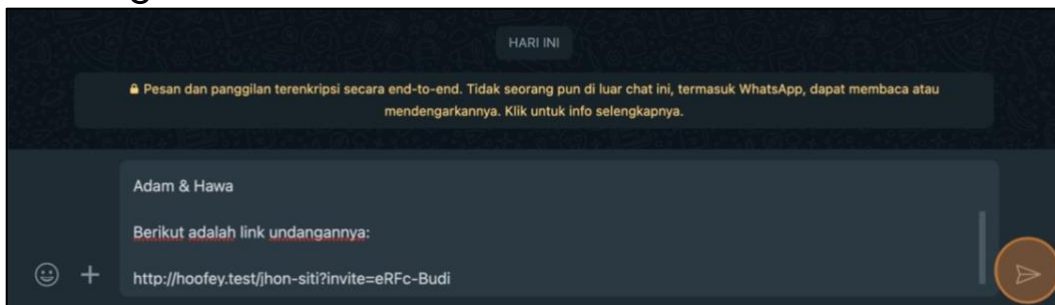 HARI INI
Pesan dan panggilan terenkripsi secara end-to-end. Tidak seorang pun di luar chat ini, termasuk WhatsApp, dapat membaca atau
mendengarkannya. Klik untuk info selengkapnya.
Adam & Hawa
Berikut adalah link undangannya:
http://hoofey.test/jhon-siti?invite=eRFc-Budi